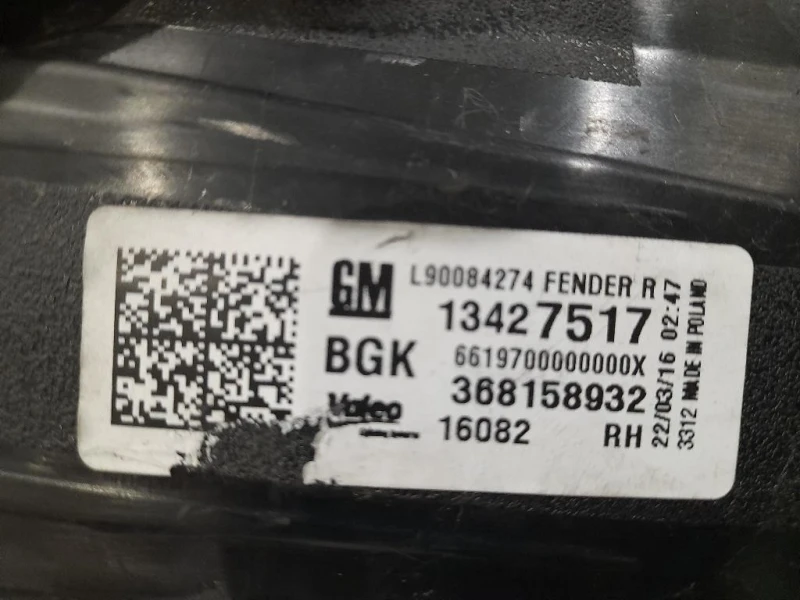 GM
L90084274 FENDER R
13427517
BGK
6619700000000X
368158932
Valeo
16082 RH
22/03/16 02:47
3312 MADE IN POLAND